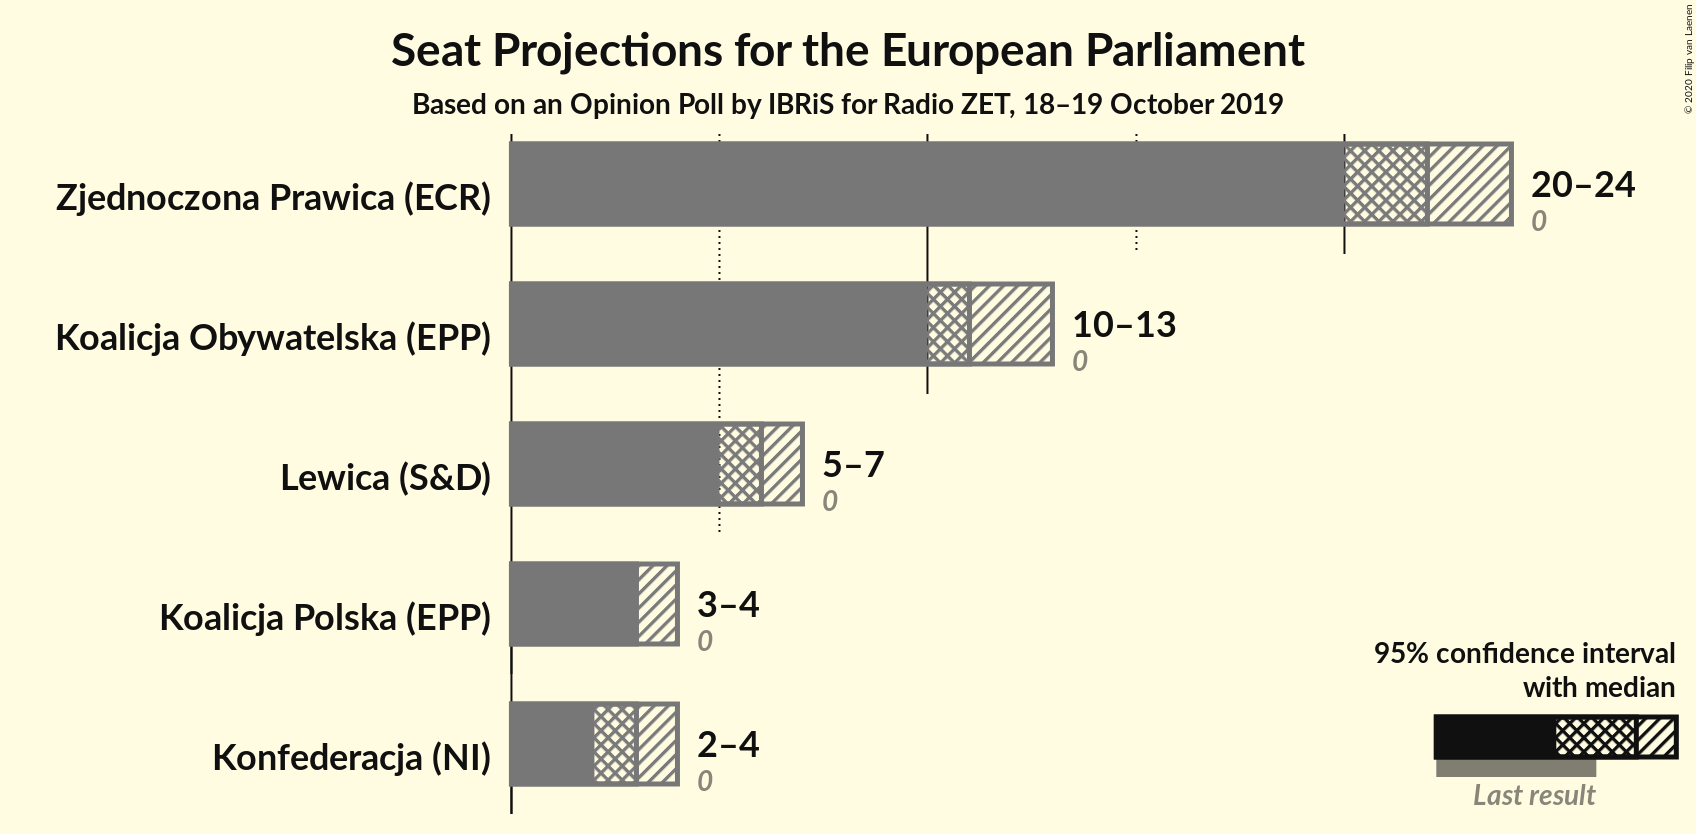 Seat Projections for the European Parliament
Based on an Opinion Poll by IBRiS for Radio ZET, 18–19 October 2019
© 2020 Filip van Laenen
Zjednoczona Prawica (ECR)
20–24
0
Koalicja Obywatelska (EPP)
10–13
0
Lewica (S&D)
5–7
0
Koalicja Polska (EPP)
3–4
0
Konfederacja (NI)
2–4
0
95% confidence interval
with median
Last result